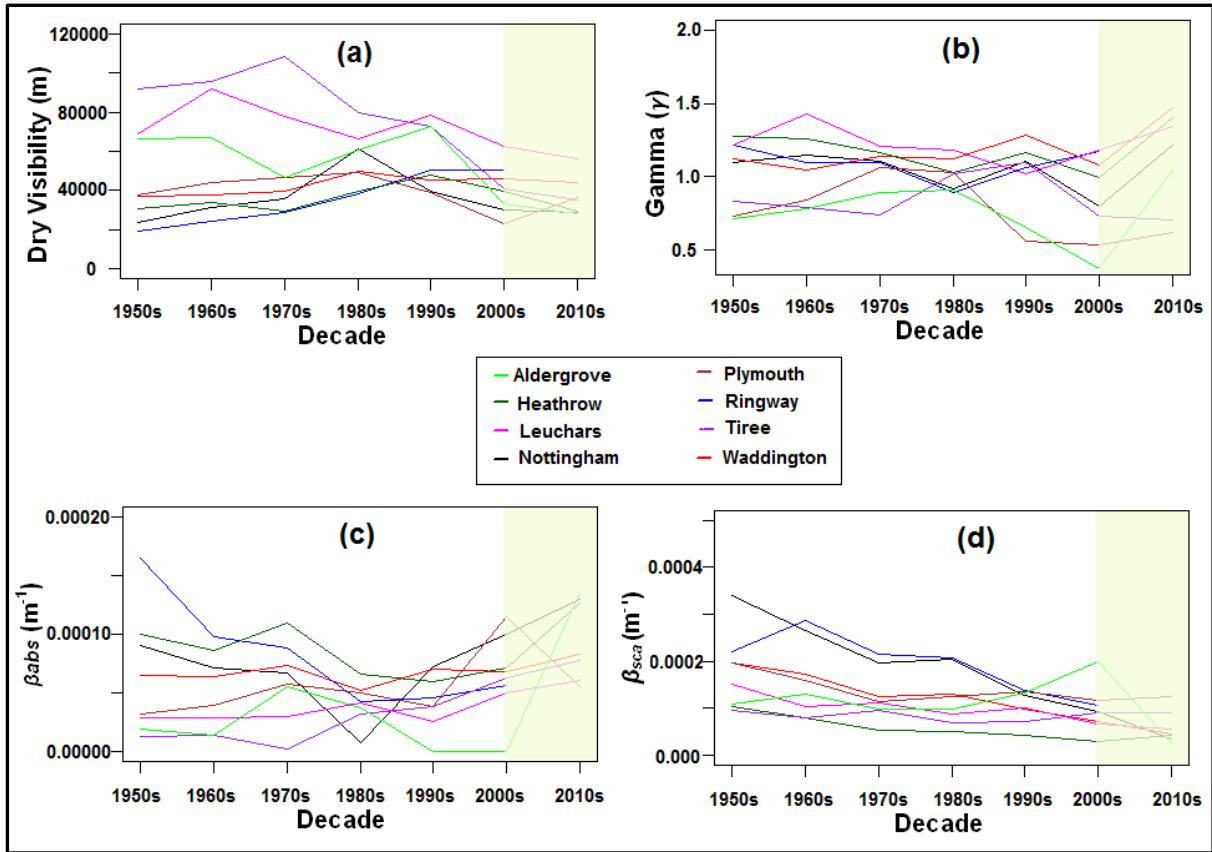 (a)
Dry Visibility (m)
120000
80000
40000
0
1950s 1960s 1970s 1980s 1990s 2000s 2010s
Decade
(b)
Gamma (γ)
2.0
1.5
1.0
0.5
1950s 1960s 1970s 1980s 1990s 2000s 2010s
Decade
Aldergrove
Heathrow
Leuchars
Nottingham
Plymouth
Ringway
Tiree
Waddington
(c)
βabs (m⁻¹)
0.00020
0.00010
0.00000
1950s 1960s 1970s 1980s 1990s 2000s 2010s
Decade
(d)
βsca (m⁻¹)
0.0004
0.0002
0.000
1950s 1960s 1970s 1980s 1990s 2000s 2010s
Decade